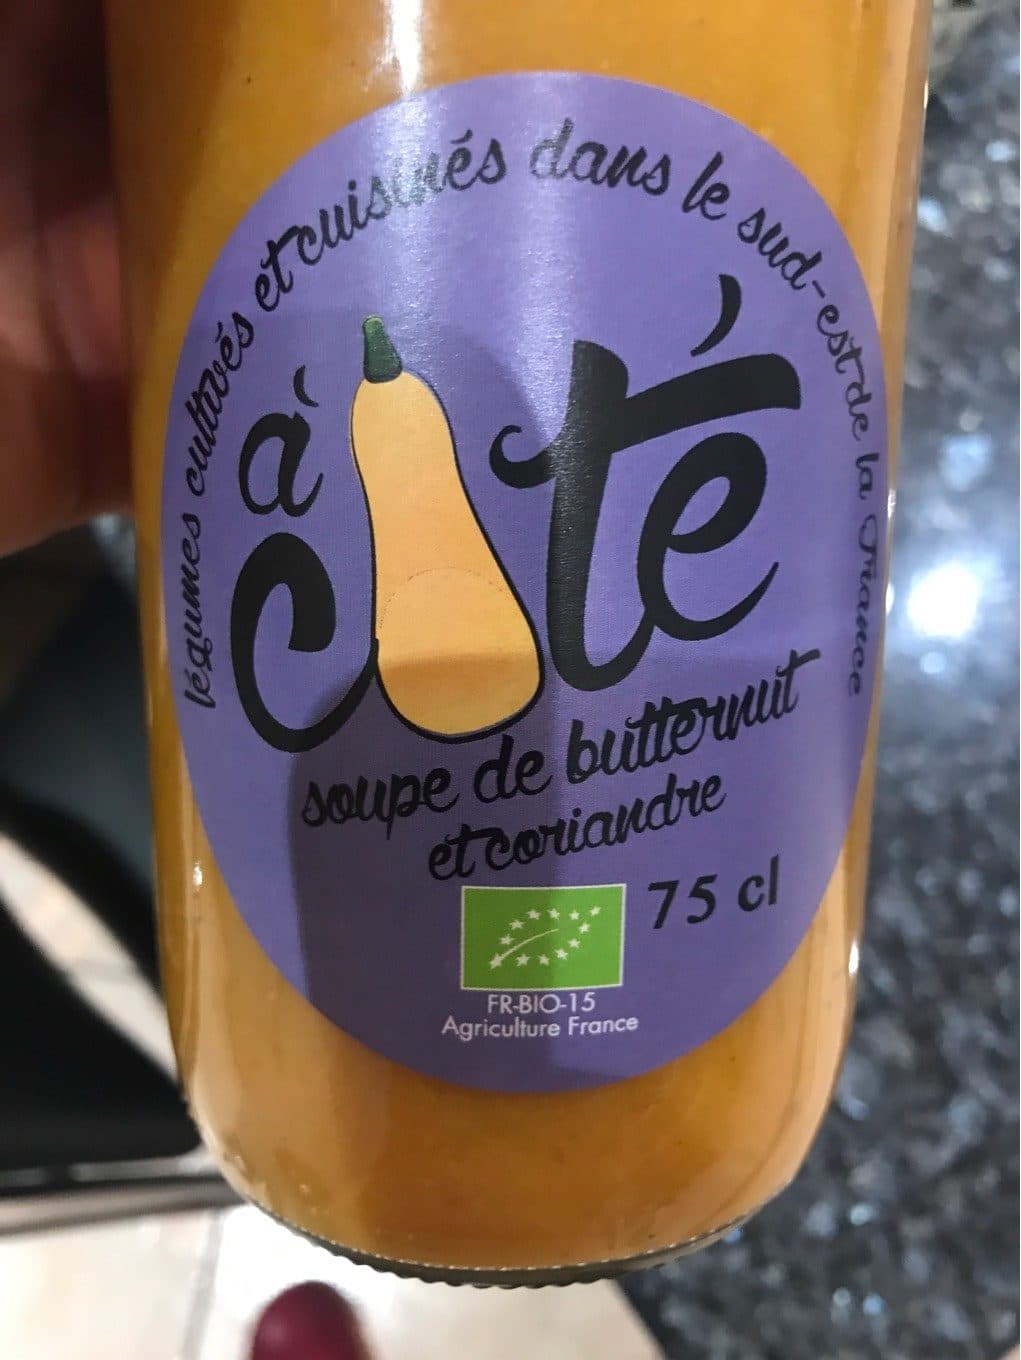 légumes cultivés et cuisinés dans le sud-est de la France
à
côté
soupe de butternut
et coriandre
75 cl
FR-BIO-15
Agriculture France